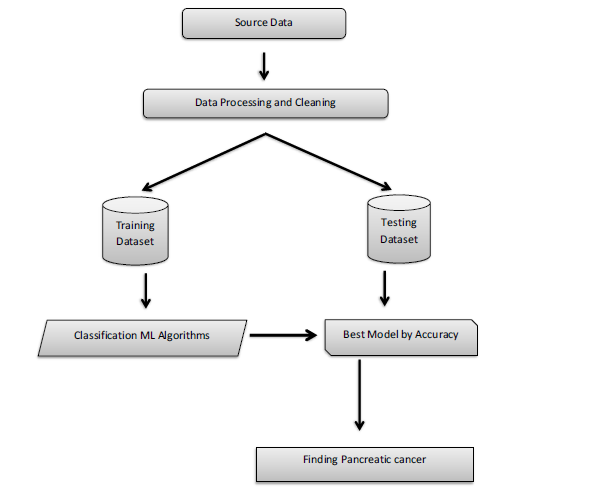 Source Data
Data Processing and Cleaning
Training
Dataset
Testing
Dataset
Classification ML Algorithms
Best Model by Accuracy
Finding Pancreatic cancer